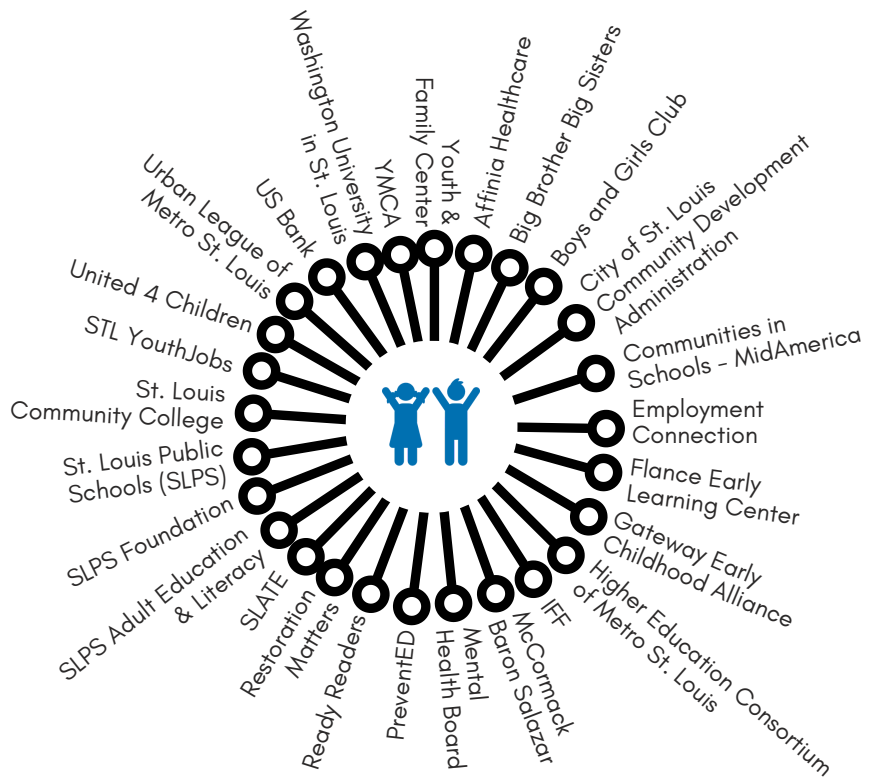 Youth &
Family Center
Affinia Healthcare
Big Brother Big Sisters
Boys and Girls Club
City of St. Louis
Community Development
Administration
Communities in
Schools - MidAmerica
Employment
Connection
Flance Early
Learning Center
Gateway Early
Childhood Alliance
Higher Education Consortium
of Metro St. Louis
IFF
McCormack
Baron Salazar
Mental
Health Board
PreventED
Ready Readers
Restoration
Matters
SLATE
SLPS Adult Education
& Literacy
SLPS Foundation
St. Louis Public
Schools (SLPS)
St. Louis
Community College
STL YouthJobs
United 4 Children
Urban League of
Metro St. Louis
US Bank
Washington University
in St. Louis
YMCA